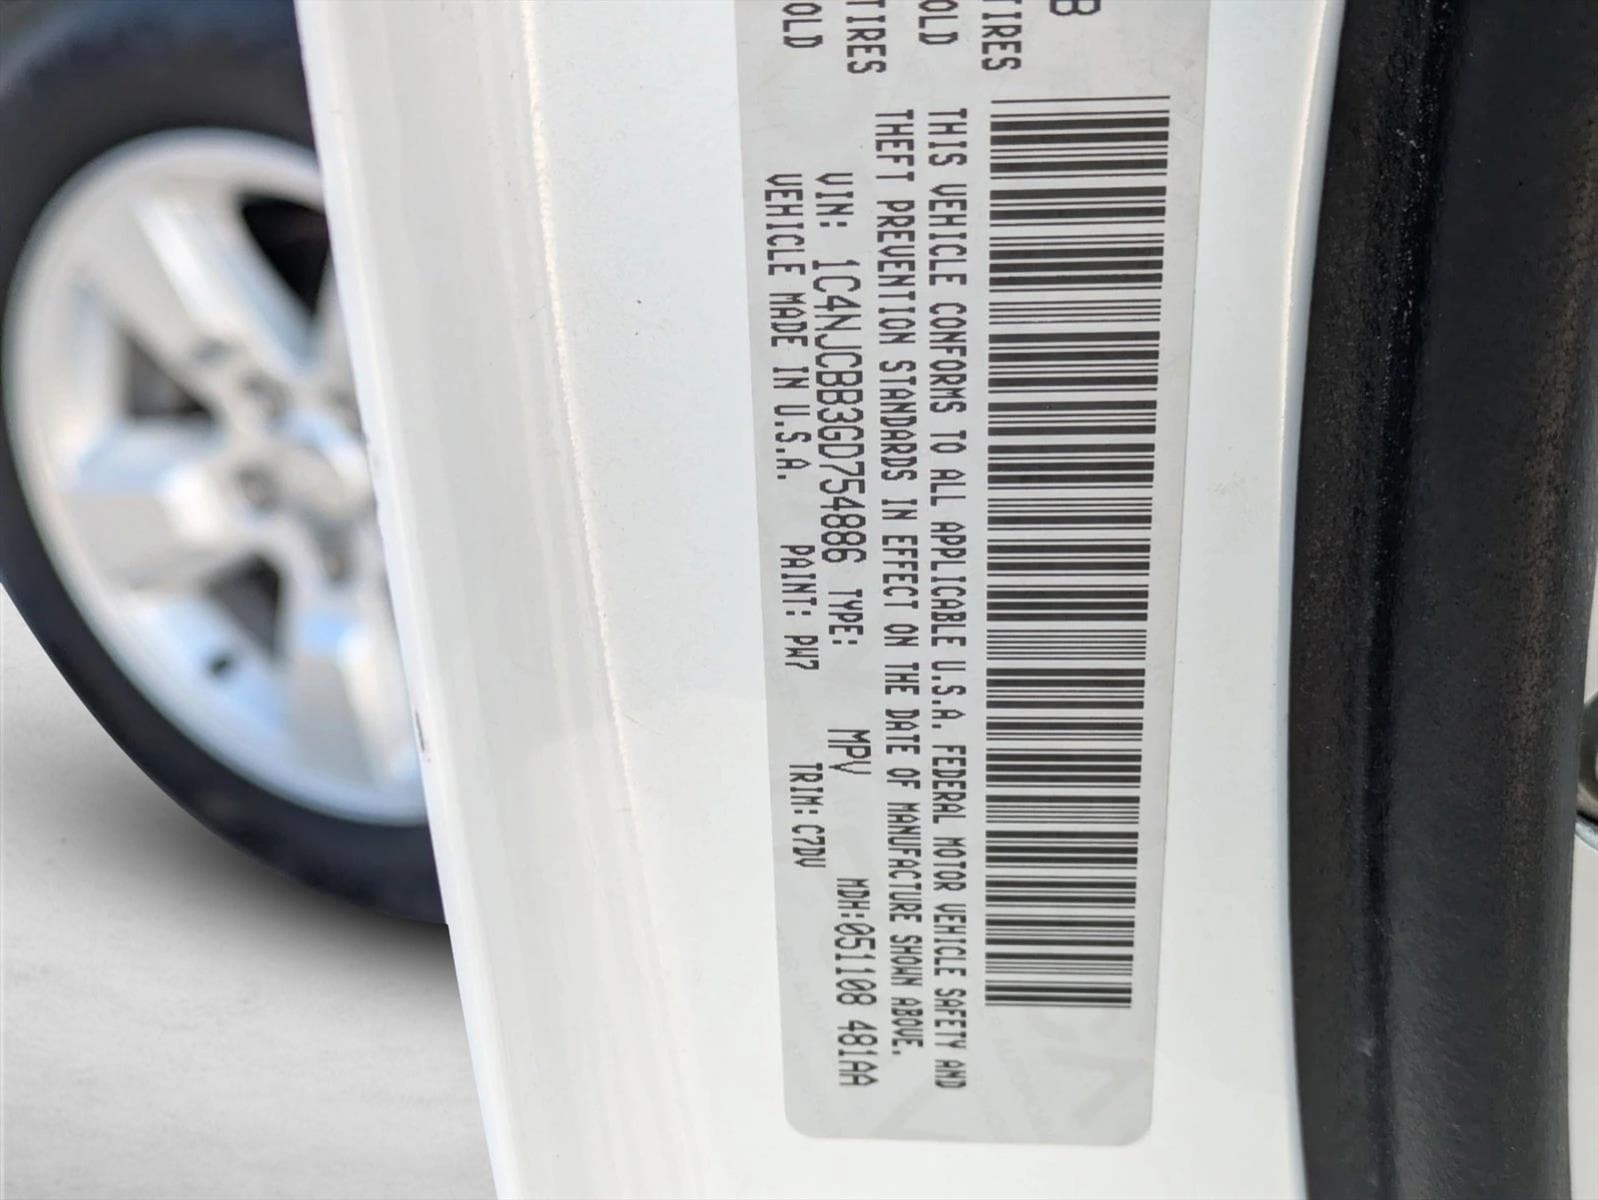 B
TIRES
OLD
TIRES
OLD
THIS VEHICLE CONFORMS TO ALL APPLICABLE U.S.A. FEDERAL MOTOR VEHICLE SAFETY AND
THEFT PREVENTION STANDARDS IN EFFECT ON THE DATE OF MANUFACTURE SHOWN ABOVE.
VIN: 1C4NJCBB3GD754886 TYPE: MPV MDH:051108 481AA
VEHICLE MADE IN U.S.A. PAINT: PW7 TRIM: C7DV